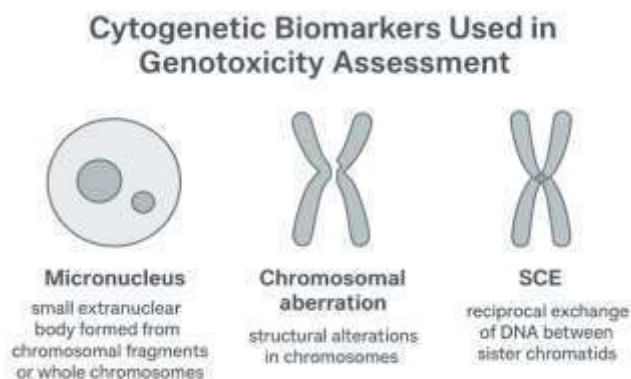 Cytogenetic Biomarkers Used in
Genotoxicity Assessment
Micronucleus
small extranuclear
body formed from
chromosomal fragments
or whole chromosomes
Chromosomal
aberration
structural alterations
in chromosomes
SCE
reciprocal exchange
of DNA between
sister chromatids